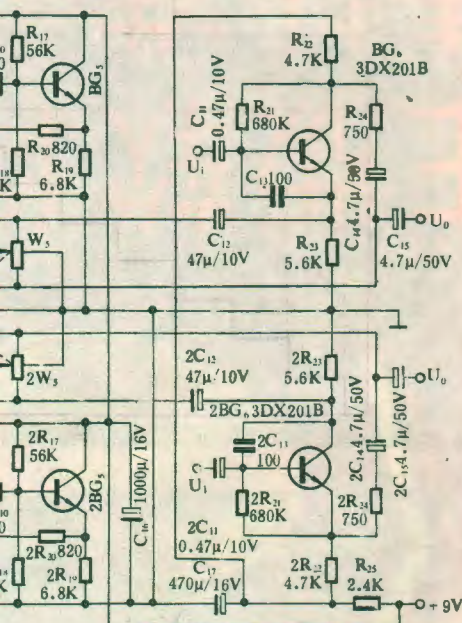 R₁₇
56K
BG₅
R₂₀ 820
R₁₉
6.8K
W₅
R₂₂
4.7K
BG₆
3DX201B
C₁₁
0.47μ/10V
R₂₁
680K
R₂₄
750
Uᵢ
C₁₃ 100
C₁₄ 4.7μ/50V
C₁₂
47μ/10V
R₂₃
5.6K
C₁₅
4.7μ/50V
U₀
2W₅
2C₁₂
47μ/10V
2R₂₃
5.6K
U₀
2BG₆ 3DX201B
2R₁₇
56K
2BG₅
1000μ/16V
C₁₆
2C₁₃
100
Uᵢ
2R₂₁
680K
2C₁₄ 4.7μ/50V
2C₁₅ 4.7μ/50V
2R₂₄
750
2R₂₀ 820
2C₁₁
0.47μ/10V
2R₁₉
6.8K
C₁₇
470μ/16V
2R₂₂
4.7K
R₂₅
2.4K
+9V